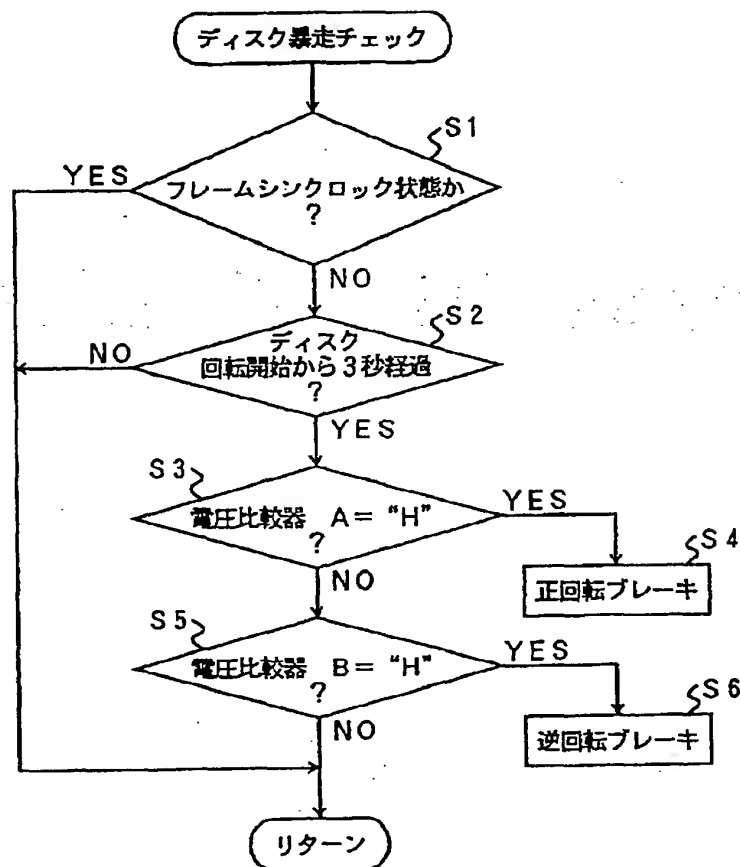 ディスク暴走チェック
S1
YES
フレームシンクロック状態か
?
NO
S2
NO
ディスク
回転開始から3秒経過
?
YES
S3
電圧比較器 A= “H”
?
YES
S4
正回転ブレーキ
NO
S5
電圧比較器 B= “H”
?
YES
S6
逆回転ブレーキ
NO
リターン